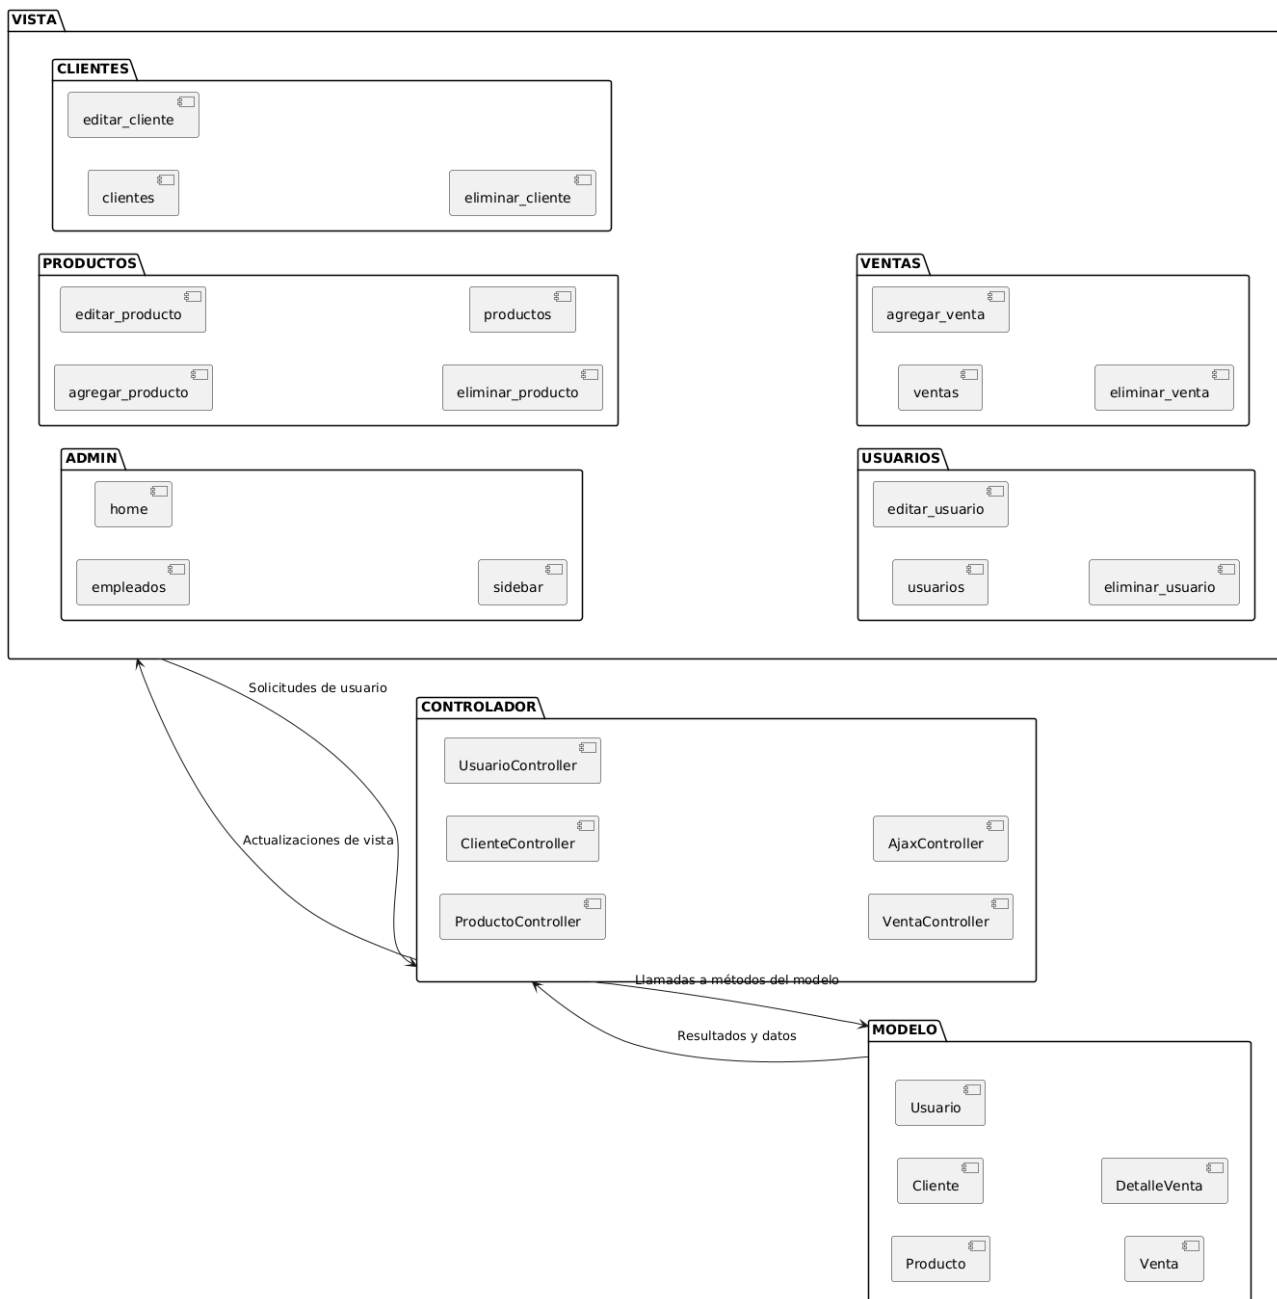 VISTA
CLIENTES
editar_cliente
clientes
eliminar_cliente
PRODUCTOS
editar_producto
productos
agregar_producto
eliminar_producto
VENTAS
agregar_venta
ventas
eliminar_venta
ADMIN
home
empleados
sidebar
USUARIOS
editar_usuario
usuarios
eliminar_usuario
Solicitudes de usuario
Actualizaciones de vista
CONTROLADOR
UsuarioController
ClienteController
AjaxController
ProductoController
VentaController
Llamadas a métodos del modelo
Resultados y datos
MODELO
Usuario
Cliente
DetalleVenta
Producto
Venta